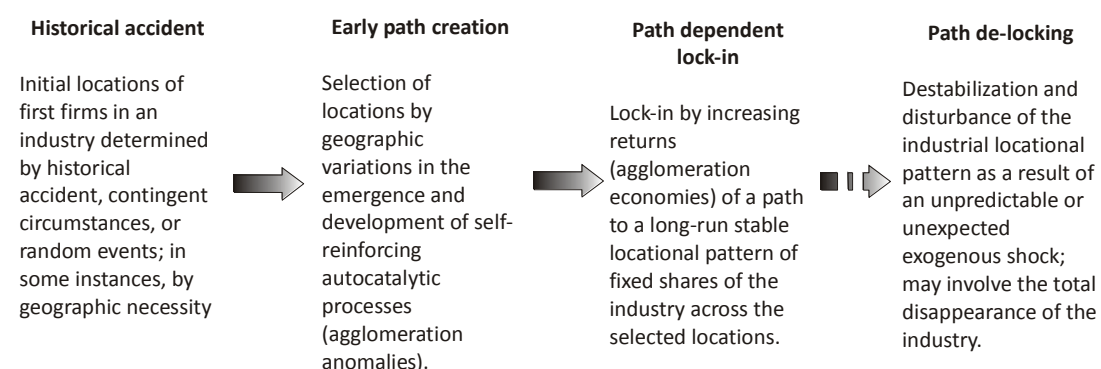 Historical accident
Initial locations of
first firms in an
industry determined
by historical
accident, contingent
circumstances, or
random events; in
some instances, by
geographic necessity
Early path creation
Selection of
locations by
geographic
variations in the
emergence and
development of self-
reinforcing
autocatalytic
processes
(agglomeration
anomalies).
Path dependent
lock-in
Lock-in by increasing
returns
(agglomeration
economies) of a path
to a long-run stable
locational pattern of
fixed shares of the
industry across the
selected locations.
Path de-locking
Destabilization and
disturbance of the
industrial locational
pattern as a result of
an unpredictable or
unexpected
exogenous shock;
may involve the total
disappearance of the
industry.